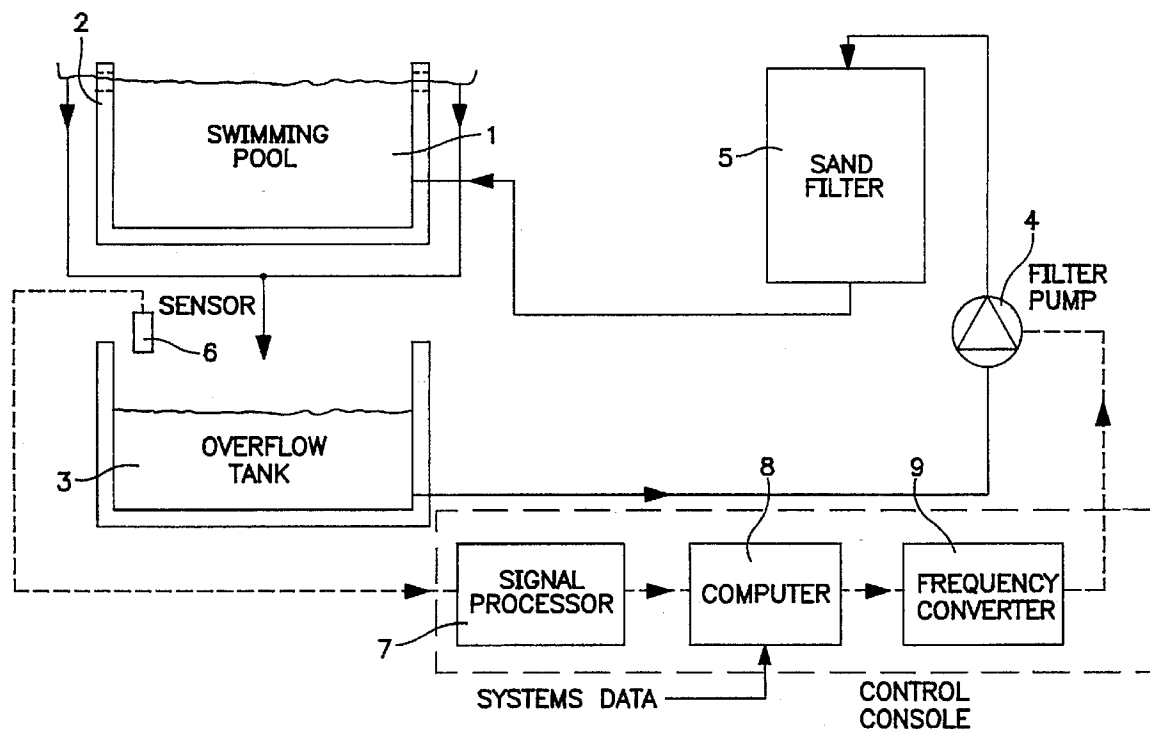 2
SWIMMING
POOL
1
5
SAND
FILTER
4
FILTER
PUMP
SENSOR
6
OVERFLOW
TANK
3
8
9
SIGNAL
PROCESSOR
7
COMPUTER
FREQUENCY
CONVERTER
SYSTEMS DATA
CONTROL
CONSOLE